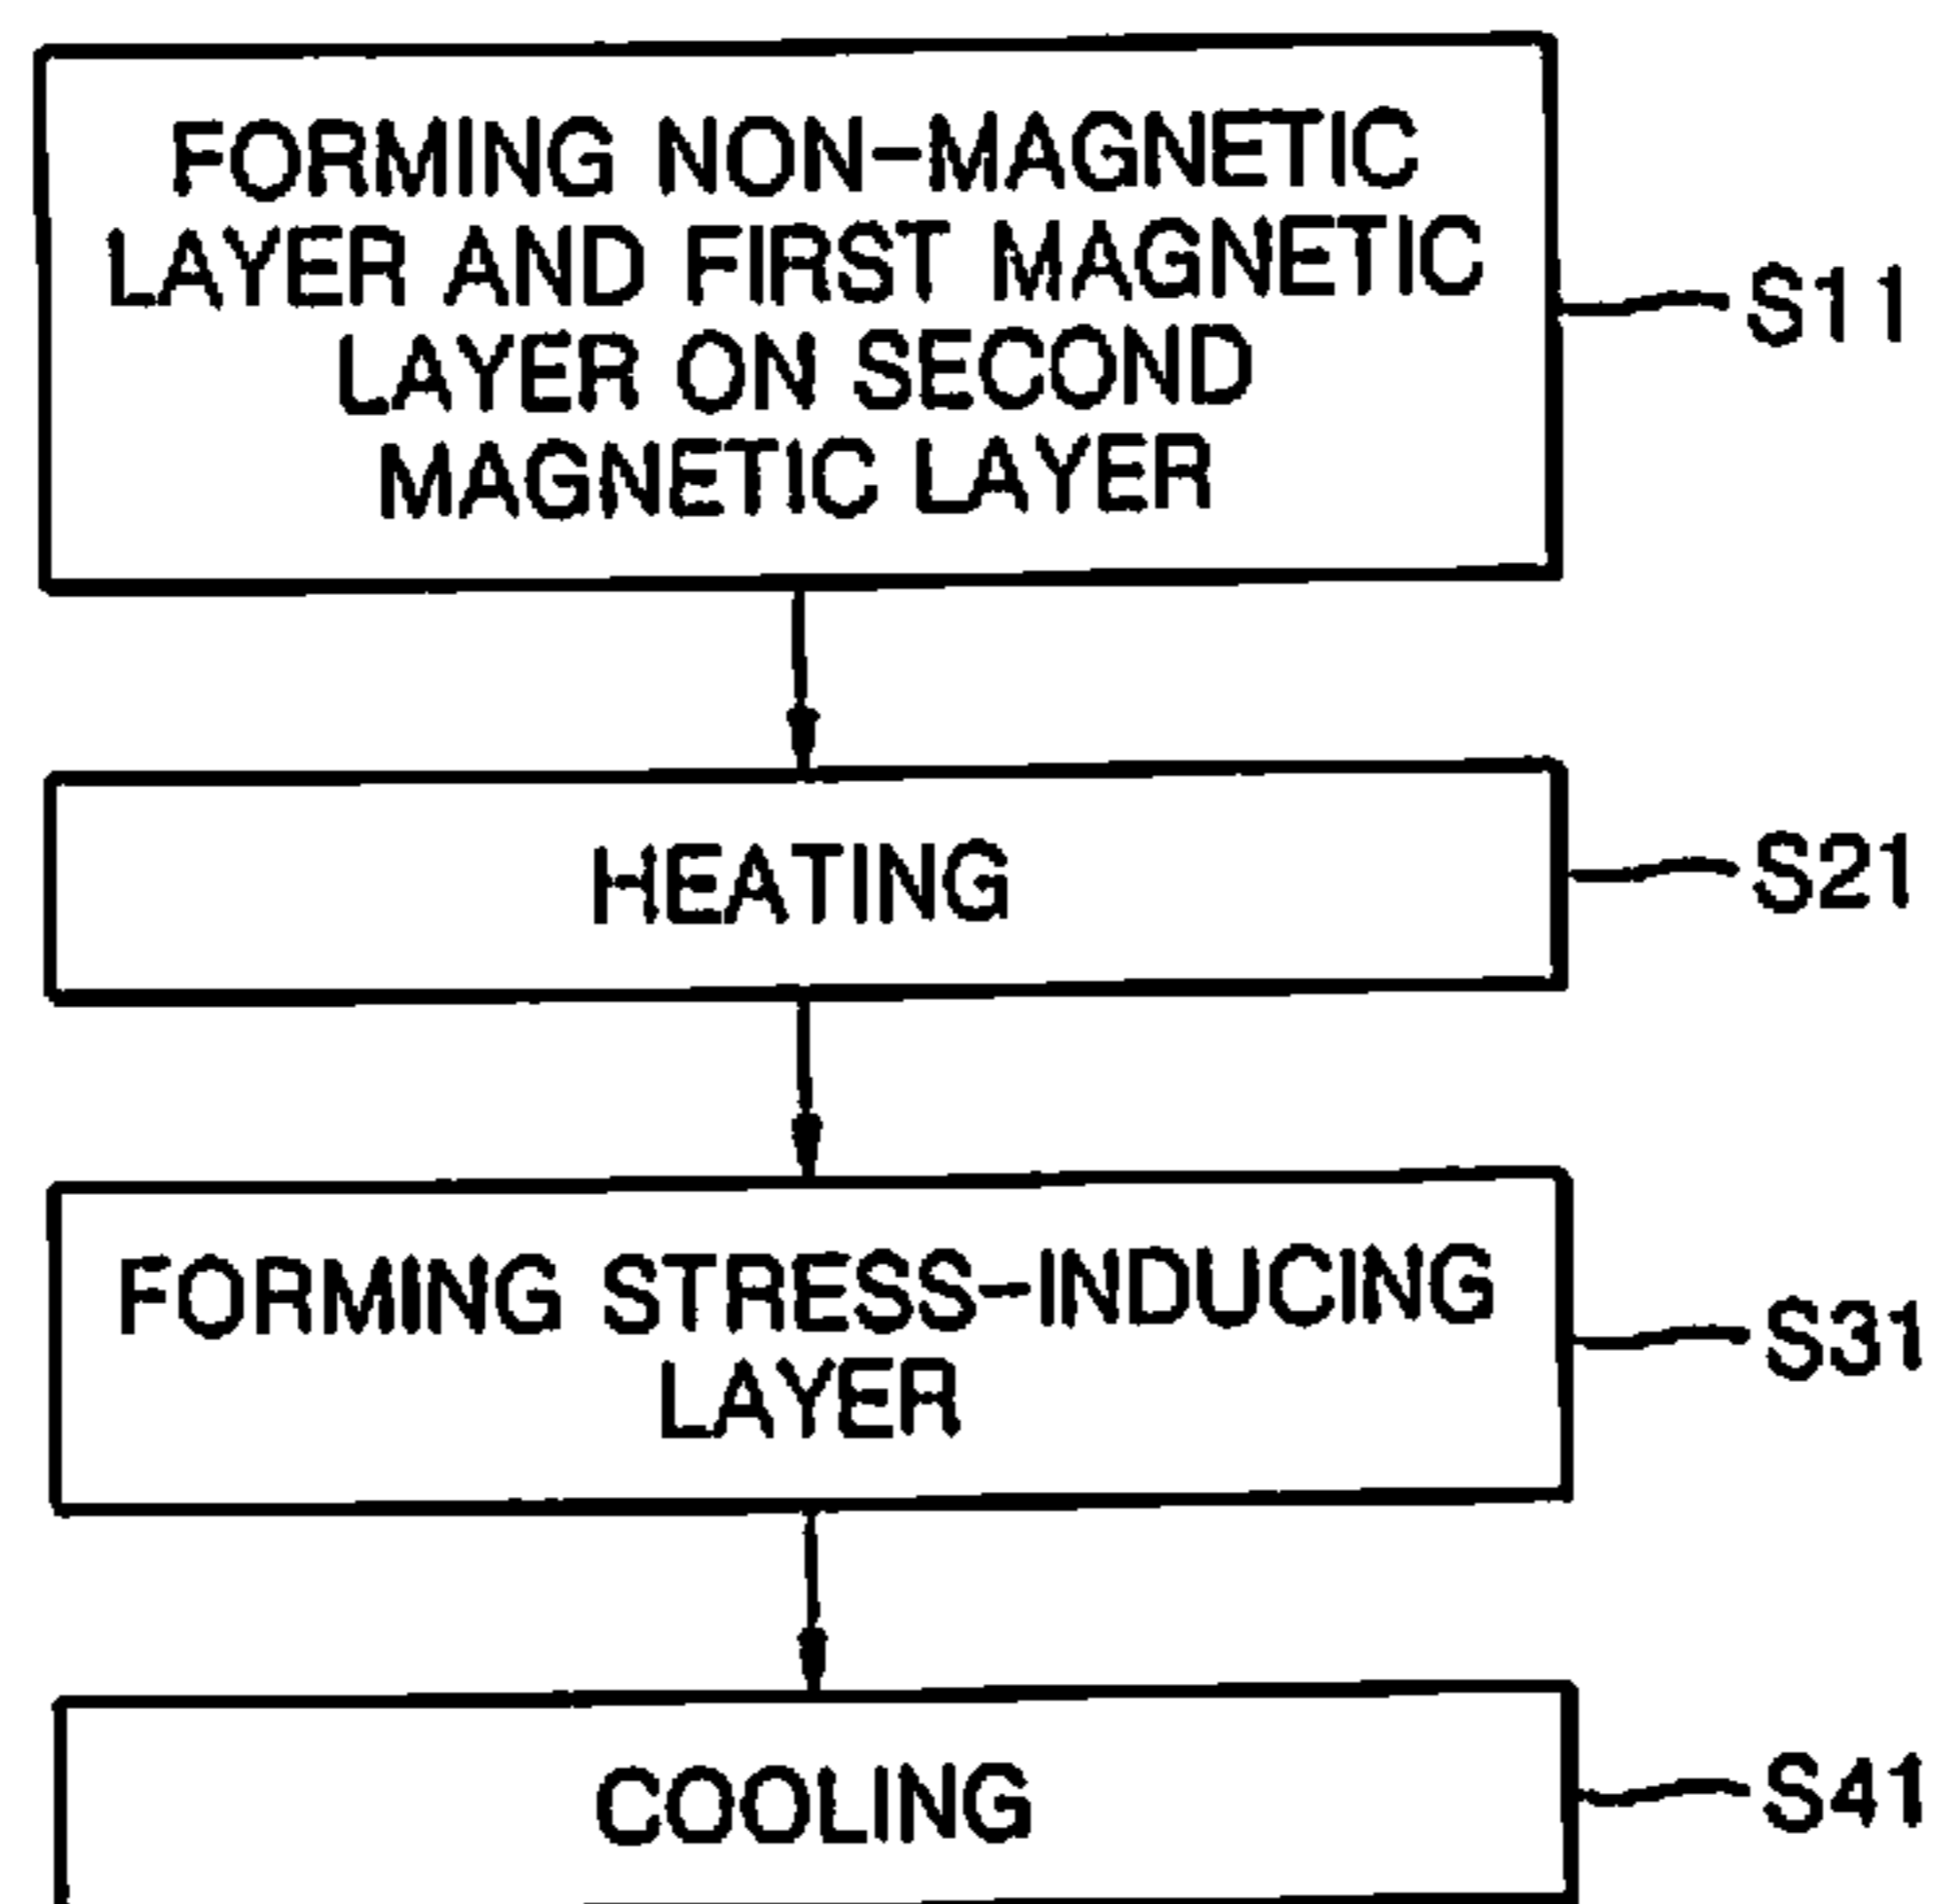 FORMING NON-MAGNETIC
LAYER AND FIRST MAGNETIC
LAYER ON SECOND
MAGNETIC LAYER
S11
HEATING
S21
FORMING STRESS-INDUCING
LAYER
S31
COOLING
S41